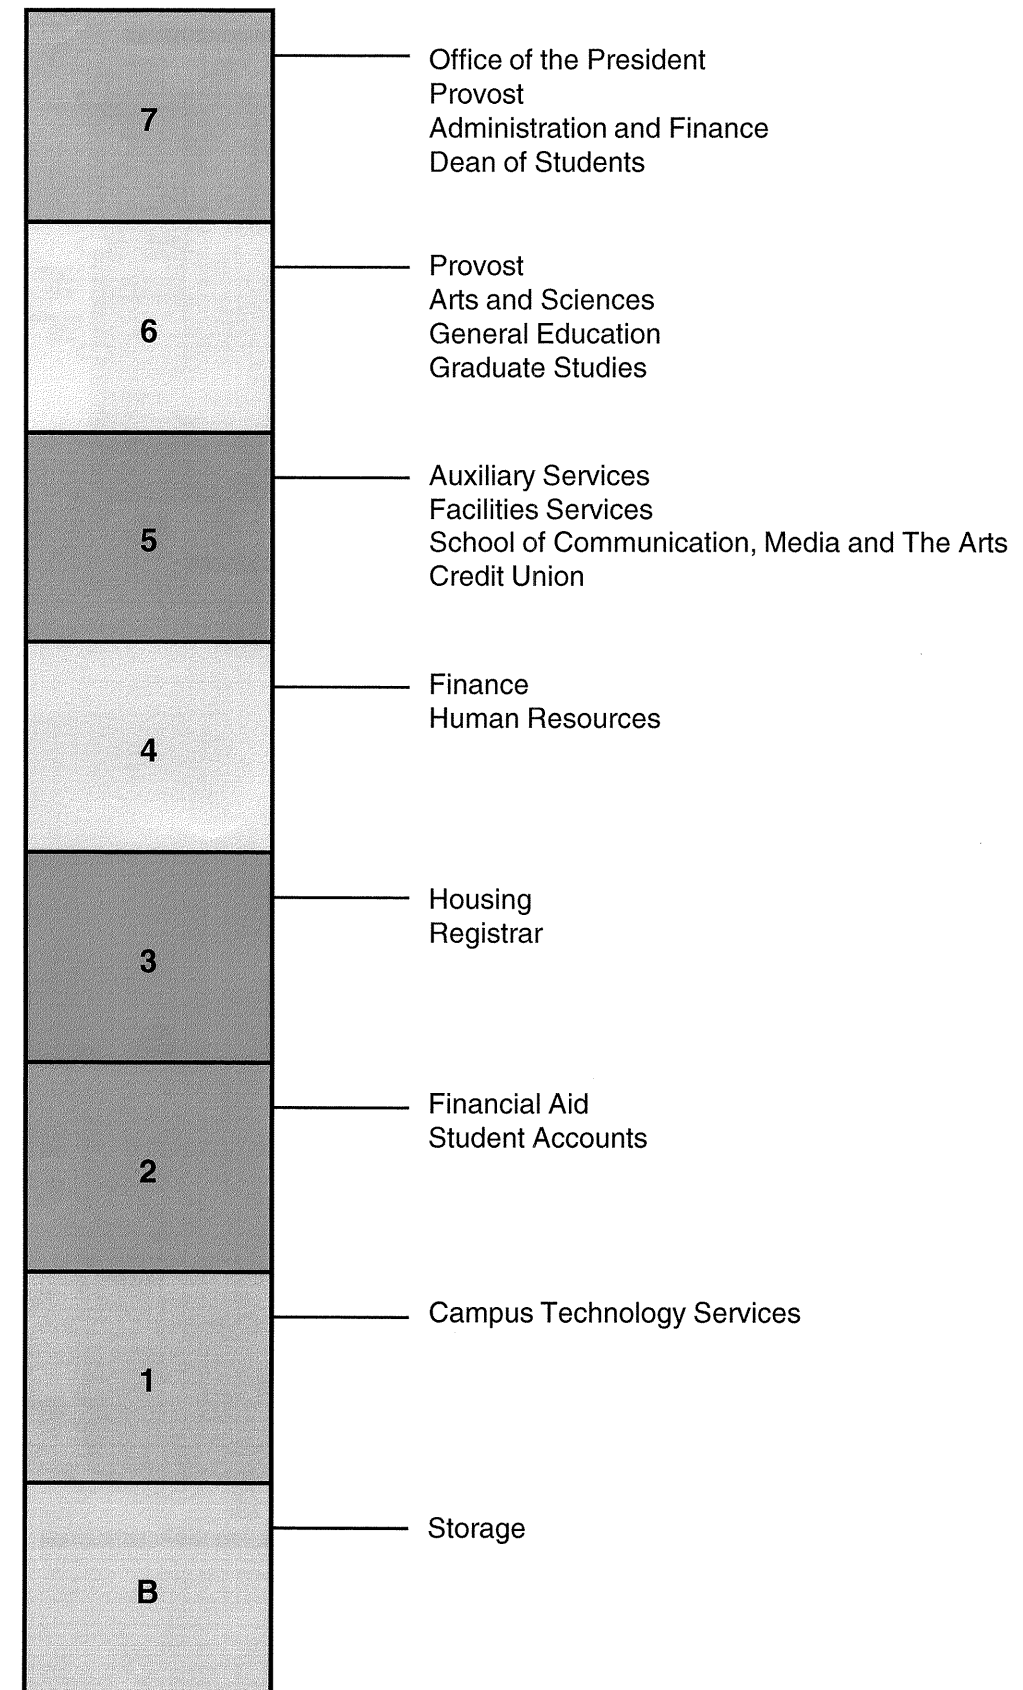 7
Office of the President
Provost
Administration and Finance
Dean of Students
6
Provost
Arts and Sciences
General Education
Graduate Studies
5
Auxiliary Services
Facilities Services
School of Communication, Media and The Arts
Credit Union
4
Finance
Human Resources
3
Housing
Registrar
2
Financial Aid
Student Accounts
1
Campus Technology Services
B
Storage